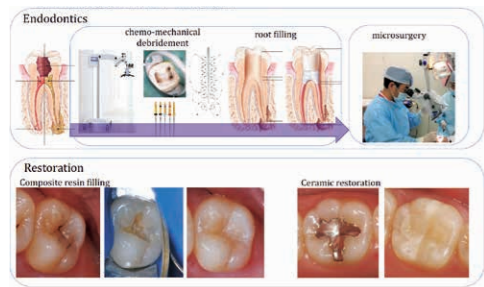 Endodontics
chemo-mechanical
debridement
root filling
microsurgery
Restoration
Composite resin filling
Ceramic restoration